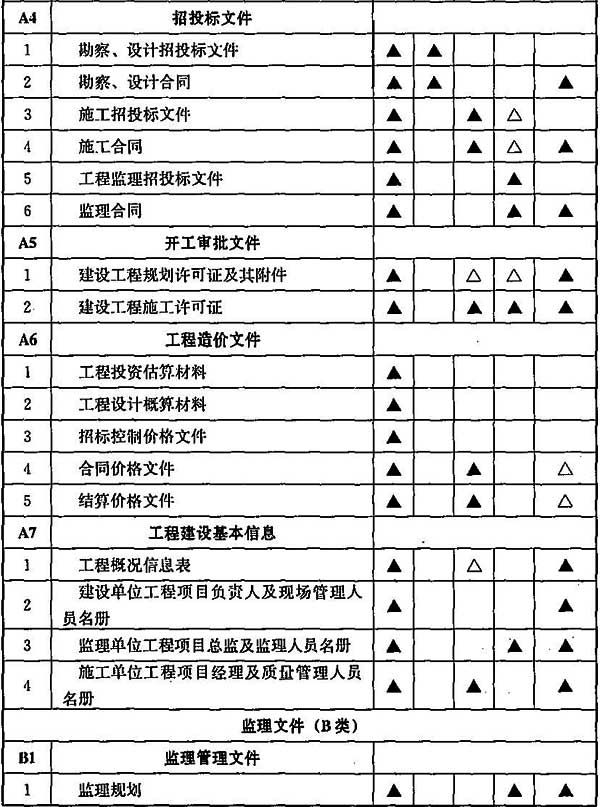 A4 招投标文件
1 勘察、设计招投标文件 ▲ ▲
2 勘察、设计合同 ▲ ▲ ▲
3 施工招投标文件 ▲ ▲ △
4 施工合同 ▲ ▲ △ ▲
5 工程监理招投标文件 ▲ ▲
6 监理合同 ▲ ▲ ▲
A5 开工审批文件
1 建设工程规划许可证及其附件 ▲ △ △ ▲
2 建设工程施工许可证 ▲ ▲ ▲ ▲
A6 工程造价文件
1 工程投资估算材料 ▲
2 工程设计概算材料 ▲
3 招标控制价格文件 ▲
4 合同价格文件 ▲ ▲ △
5 结算价格文件 ▲ ▲ △
A7 工程建设基本信息
1 工程概况信息表 ▲ △ ▲
2 建设单位工程项目负责人及现场管理人
员名册 ▲ ▲
3 监理单位工程项目总监及监理人员名册 ▲ ▲ ▲
4 施工单位工程项目经理及质量管理人员
名册 ▲ ▲ ▲
监理文件（B类）
B1 监理管理文件
1 监理规划 ▲ ▲ ▲